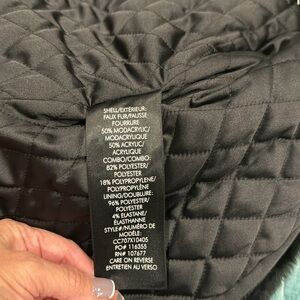 SHELL/EXTÉRIEUR:
FAUX FUR/FAUSSE
FOURRURE
50% MODACRYLIC/
MODACRYLIQUE
50% ACRYLIC/
ACRYLIQUE
COMBO/COMBO:
82% POLYESTER/
POLYESTER
18% POLYPROPYLENE/
POLYPROPYLÈNE
LINING/DOUBLURE:
96% POLYESTER/
POLYESTER
4% ELASTANE/
ÉLASTHANNE
STYLE#/NUMÉRO DE
MODÈLE:
CC707X10405
PO# 116355
RN# 107677
CARE ON REVERSE
ENTRETIEN AU VERSO